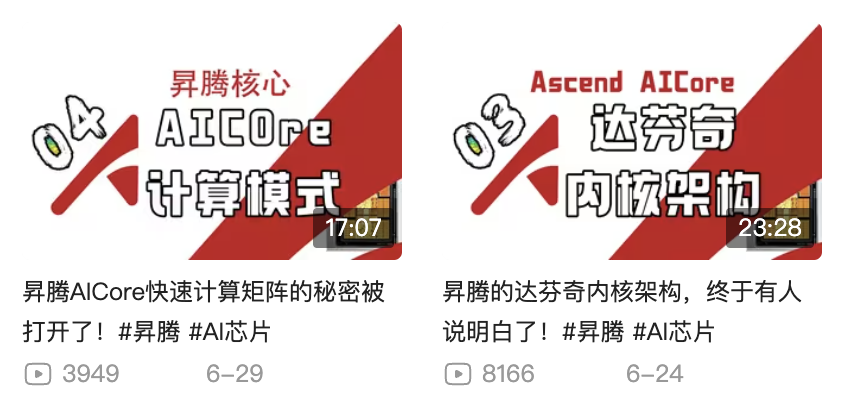 04
昇腾核心
AICOre
计算模式
17:07
昇腾AICore快速计算矩阵的秘密被
打开了！#昇腾 #AI芯片
3949
6-29
03
Ascend AICore
达芬奇
内核架构
23:28
昇腾的达芬奇内核架构，终于有人
说明白了！#昇腾 #AI芯片
8166
6-24